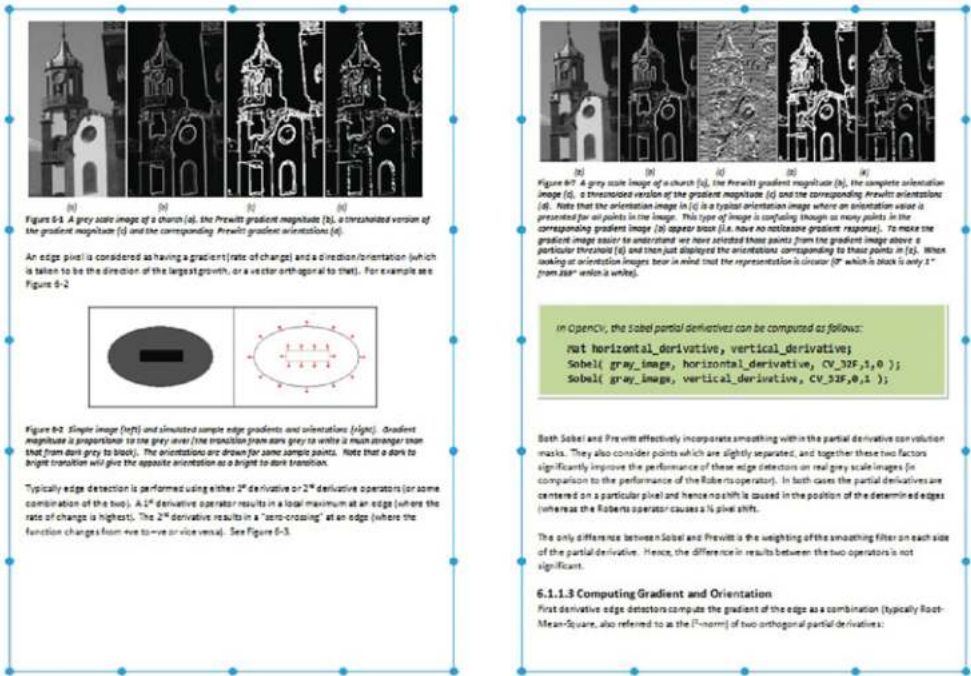 (a) (b) (c) (d)
Figure 6-1 A grey scale image of a church (a), the Prewitt gradient magnitude (b), a thresholded version of
the gradient magnitude (c) and the corresponding Prewitt gradient orientations (d).
An edge pixel is considered as having a gradient (rate of change) and a direction/orientation (which
is taken to be the direction of the largest growth, or a vector orthogonal to that). For example see
Figure 6-2
Figure 6-2 Simple image (left) and simulated sample edge gradients and orientations (right). Gradient
magnitude is proportional to the grey level (the transition from dark grey to white is much stronger than
that from dark grey to black). The orientations are drawn for some sample points. Note that a dark to
bright transition will give the opposite orientation as a bright to dark transition.
Typically edge detection is performed using either 1st derivative or 2nd derivative operators (or some
combination of the two). A 1st derivative operator results in a local maximum at an edge (where the
rate of change is highest). The 2nd derivative results in a "zero-crossing" at an edge (where the
function changes from +ve to –ve or vice versa). See Figure 6-3.
(a) (b) (c) (d) (e)
Figure 6-7 A grey scale image of a church (a), the Prewitt gradient magnitude (b), the complete orientation
image (c), a thresholded version of the gradient magnitude (c) and the corresponding Prewitt orientations
(d). Note that the orientation image in (c) is a typical orientation image where an orientation value is
presented for all points in the image. This type of image is confusing though as many points in the
corresponding gradient image (b) appear black (i.e. have no noticeable gradient response). To make the
gradient image easier to understand we have selected those points from the gradient image above a
particular threshold (d) and then just displayed the orientations corresponding to those points in (e). When
looking at orientation images bear in mind that the representation is circular (0° which is black is only 1°
from 359° which is white).
In OpenCV, the Sobel partial derivatives can be computed as follows:
Mat horizontal_derivative, vertical_derivative;
Sobel( gray_image, horizontal_derivative, CV_32F,1,0 );
Sobel( gray_image, vertical_derivative, CV_32F,0,1 );
Both Sobel and Prewitt effectively incorporate smoothing within the partial derivative convolution
masks. They also consider points which are slightly separated, and together these two factors
significantly improve the performance of these edge detectors on real grey scale images (in
comparison to the performance of the Roberts operator). In both cases the partial derivatives are
centered on a particular pixel and hence no shift is caused in the position of the determined edges
(whereas the Roberts operator causes a ½ pixel shift.
The only difference between Sobel and Prewitt is the weighting of the smoothing filter on each side
of the partial derivative. Hence, the difference in results between the two operators is not
significant.
6.1.1.3 Computing Gradient and Orientation
First derivative edge detectors compute the gradient of the edge as a combination (typically Root-
Mean-Square, also referred to as the l²-norm) of two orthogonal partial derivatives: